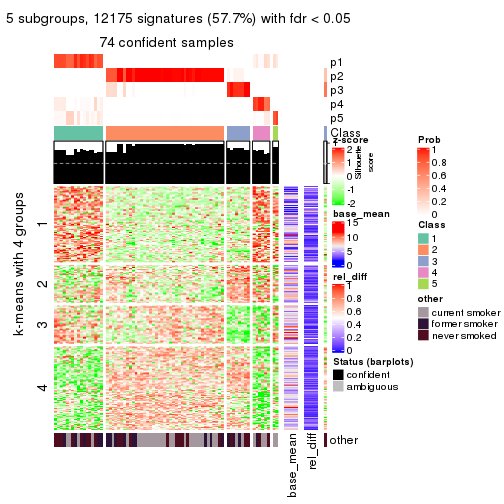 5 subgroups, 12175 signatures (57.7%) with fdr < 0.05
74 confident samples
p1
p2
p3
p4
p5
Class
z-score
2
1
0
-1
-2
Silhouette
score
base_mean
15
10
5
0
rel_diff
1
0.8
0.6
0.4
0.2
0
Status (barplots)
confident
ambiguous
Prob
1
0.8
0.6
0.4
0.2
0
Class
1
2
3
4
5
other
current smoker
former smoker
never smoked
k-means with 4 groups
1
2
3
4
other
base_mean
rel_diff